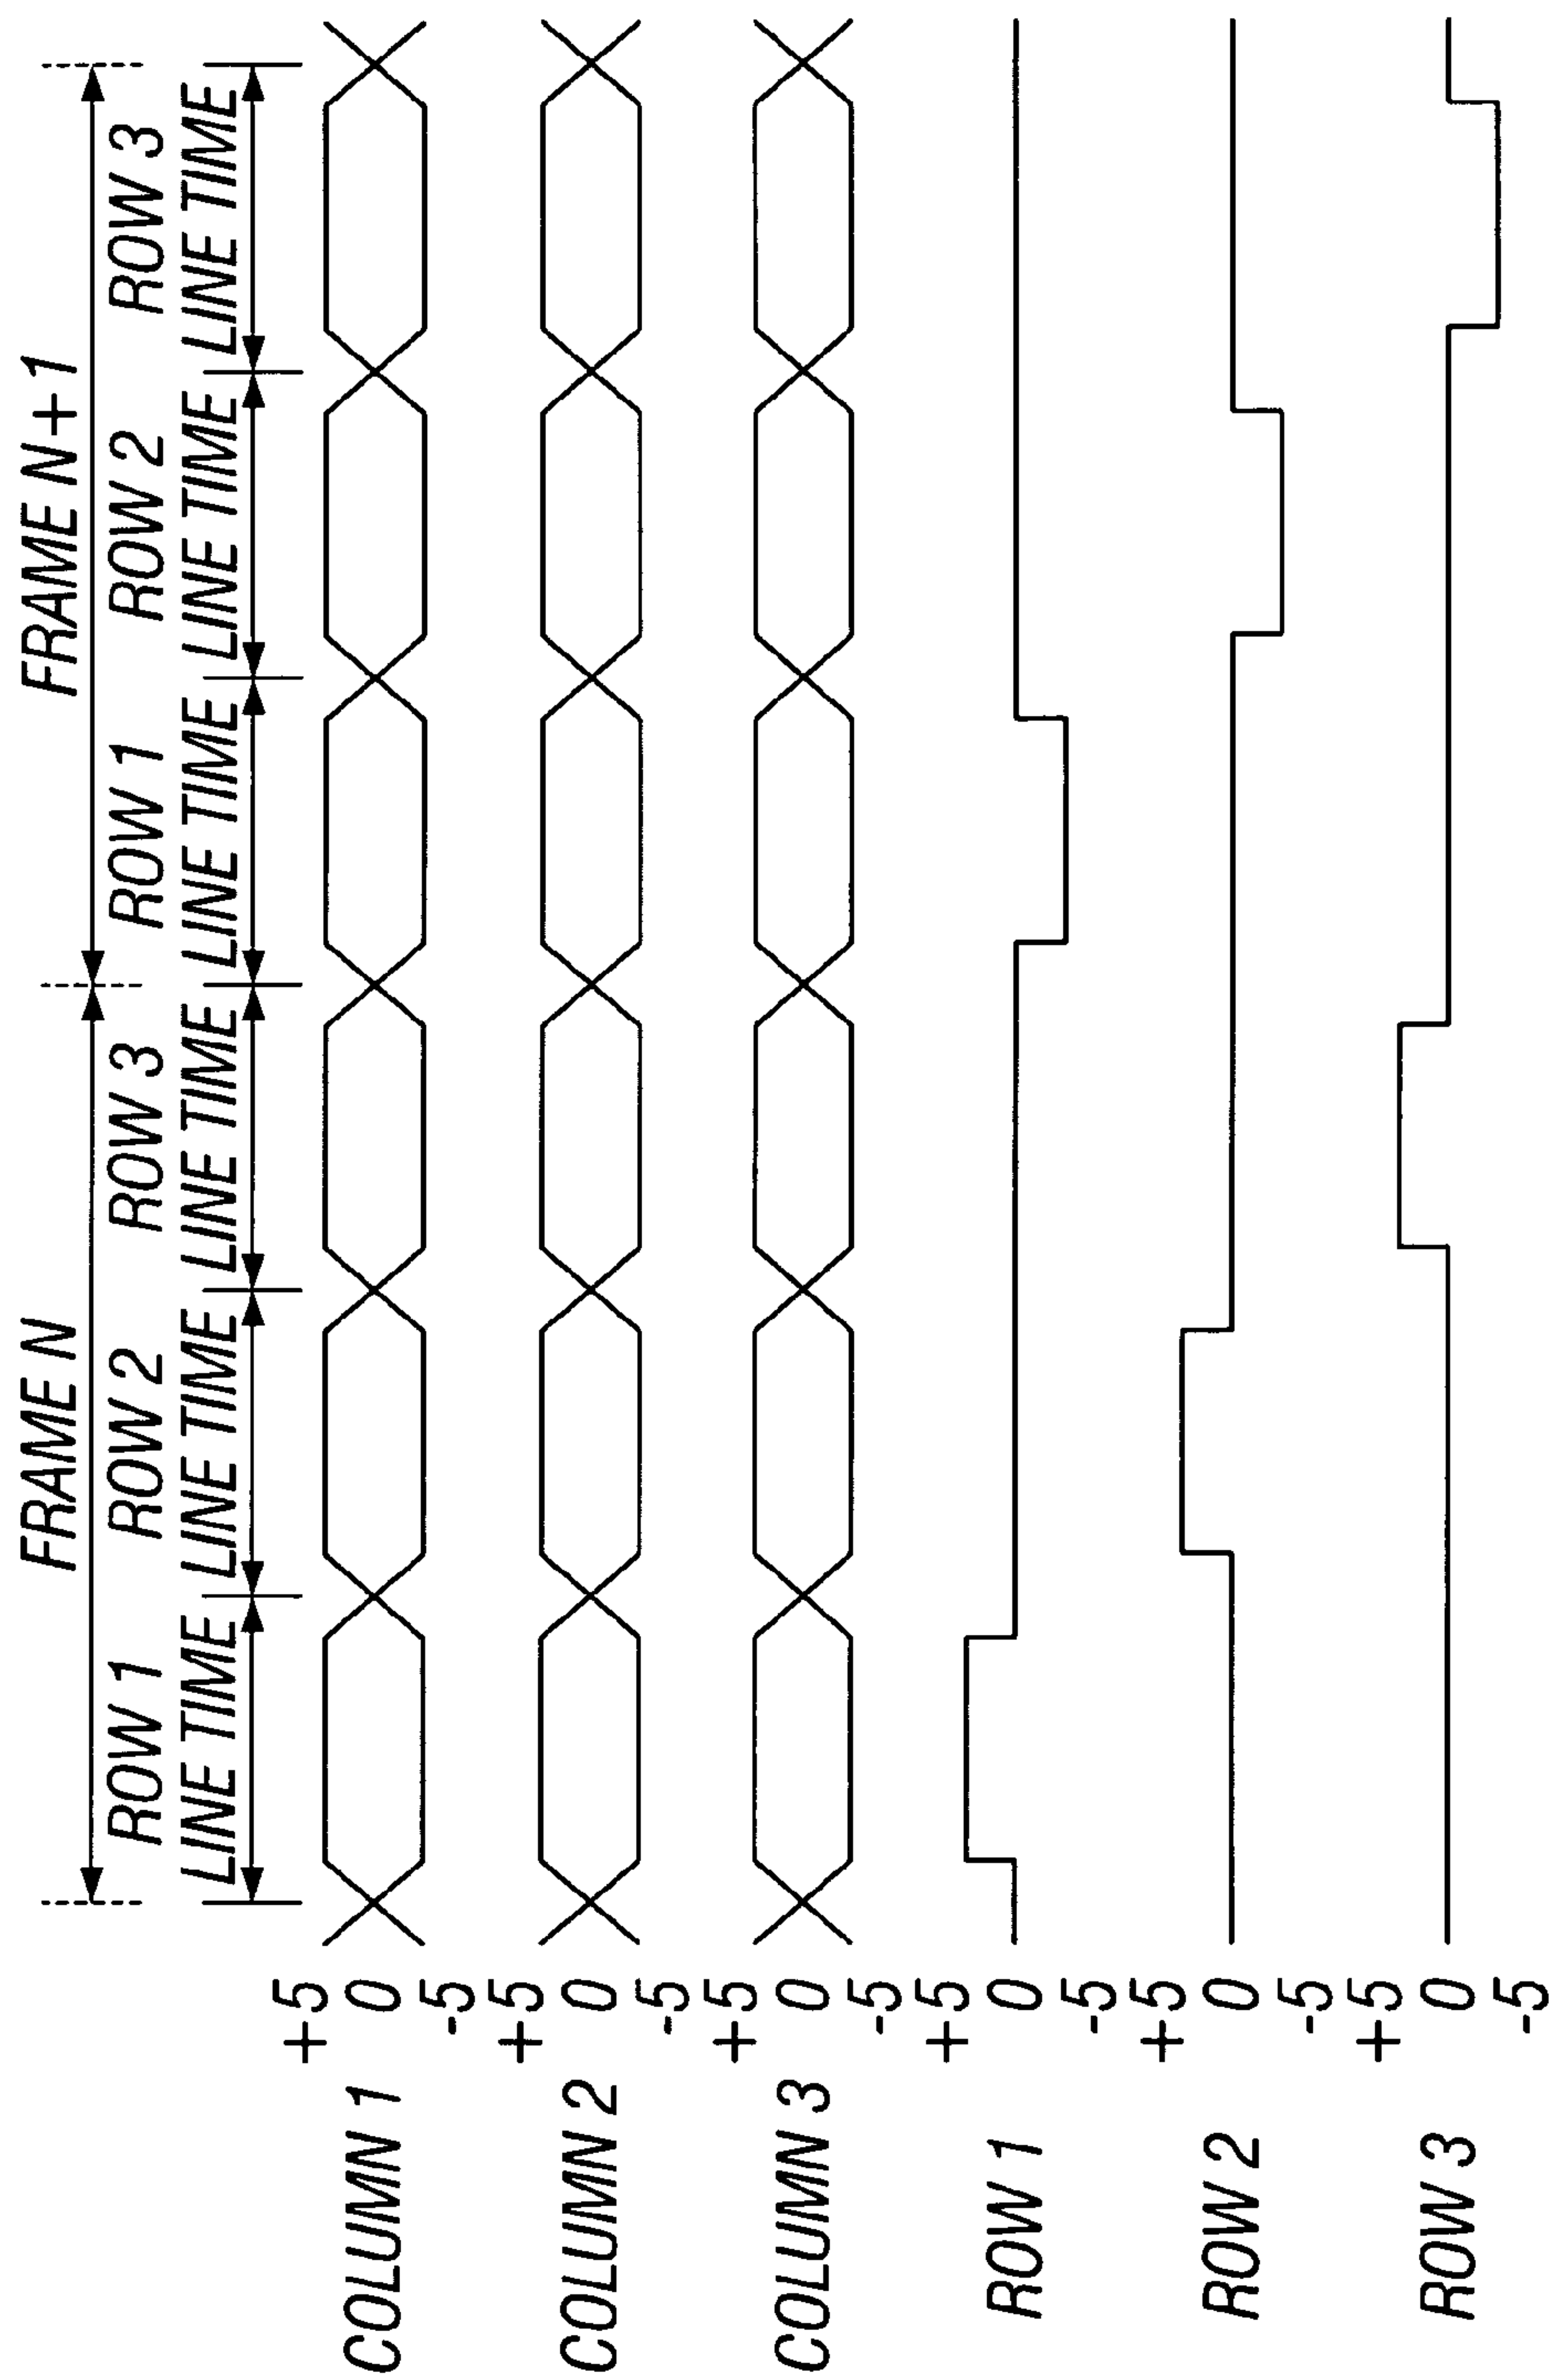 FRAME N FRAME N+1
ROW 1 ROW 2 ROW 3 ROW 1 ROW 2 ROW 3
LINE TIME LINE TIME LINE TIME LINE TIME LINE TIME LINE TIME
+5
COLUMN 1 0
-5
+5
COLUMN 2 0
-5
+5
COLUMN 3 0
-5
+5
ROW 1 0
-5
+5
ROW 2 0
-5
+5
ROW 3 0
-5